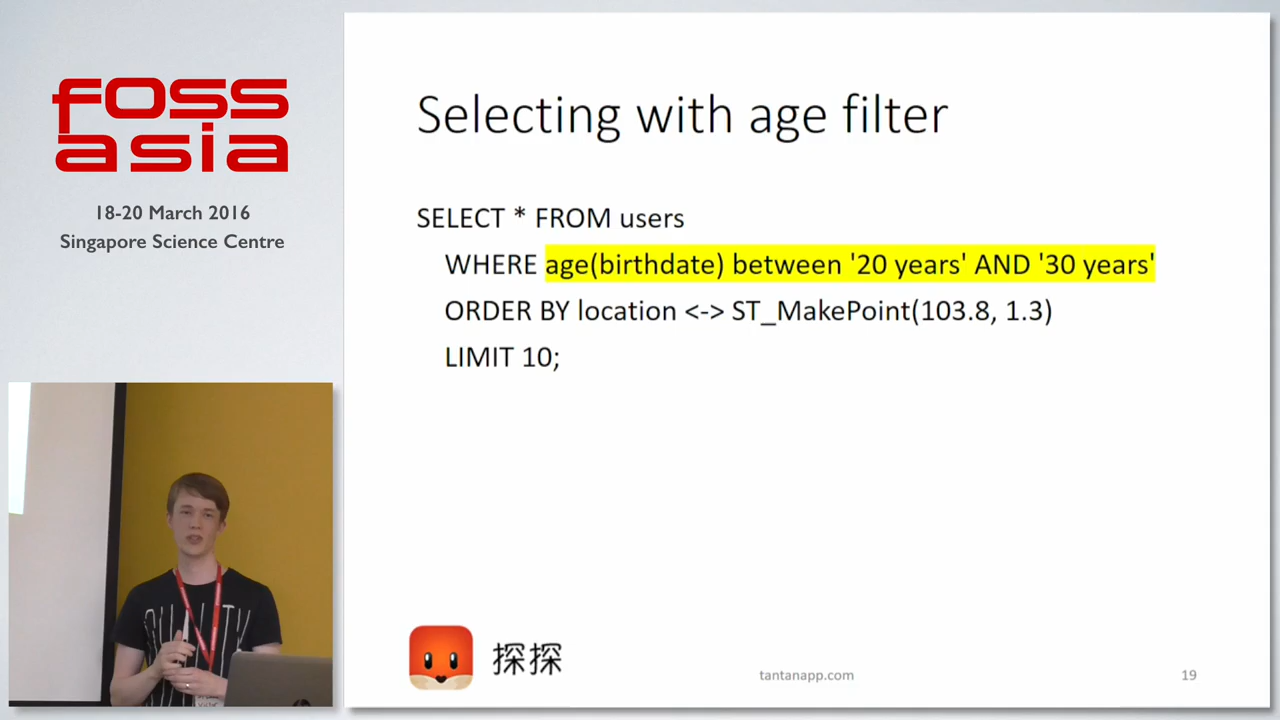 foss
asia
18-20 March 2016
Singapore Science Centre
Selecting with age filter
SELECT * FROM users
WHERE age(birthdate) between '20 years' AND '30 years'
ORDER BY location <-> ST_MakePoint(103.8, 1.3)
LIMIT 10;
探探
tantanapp.com
19